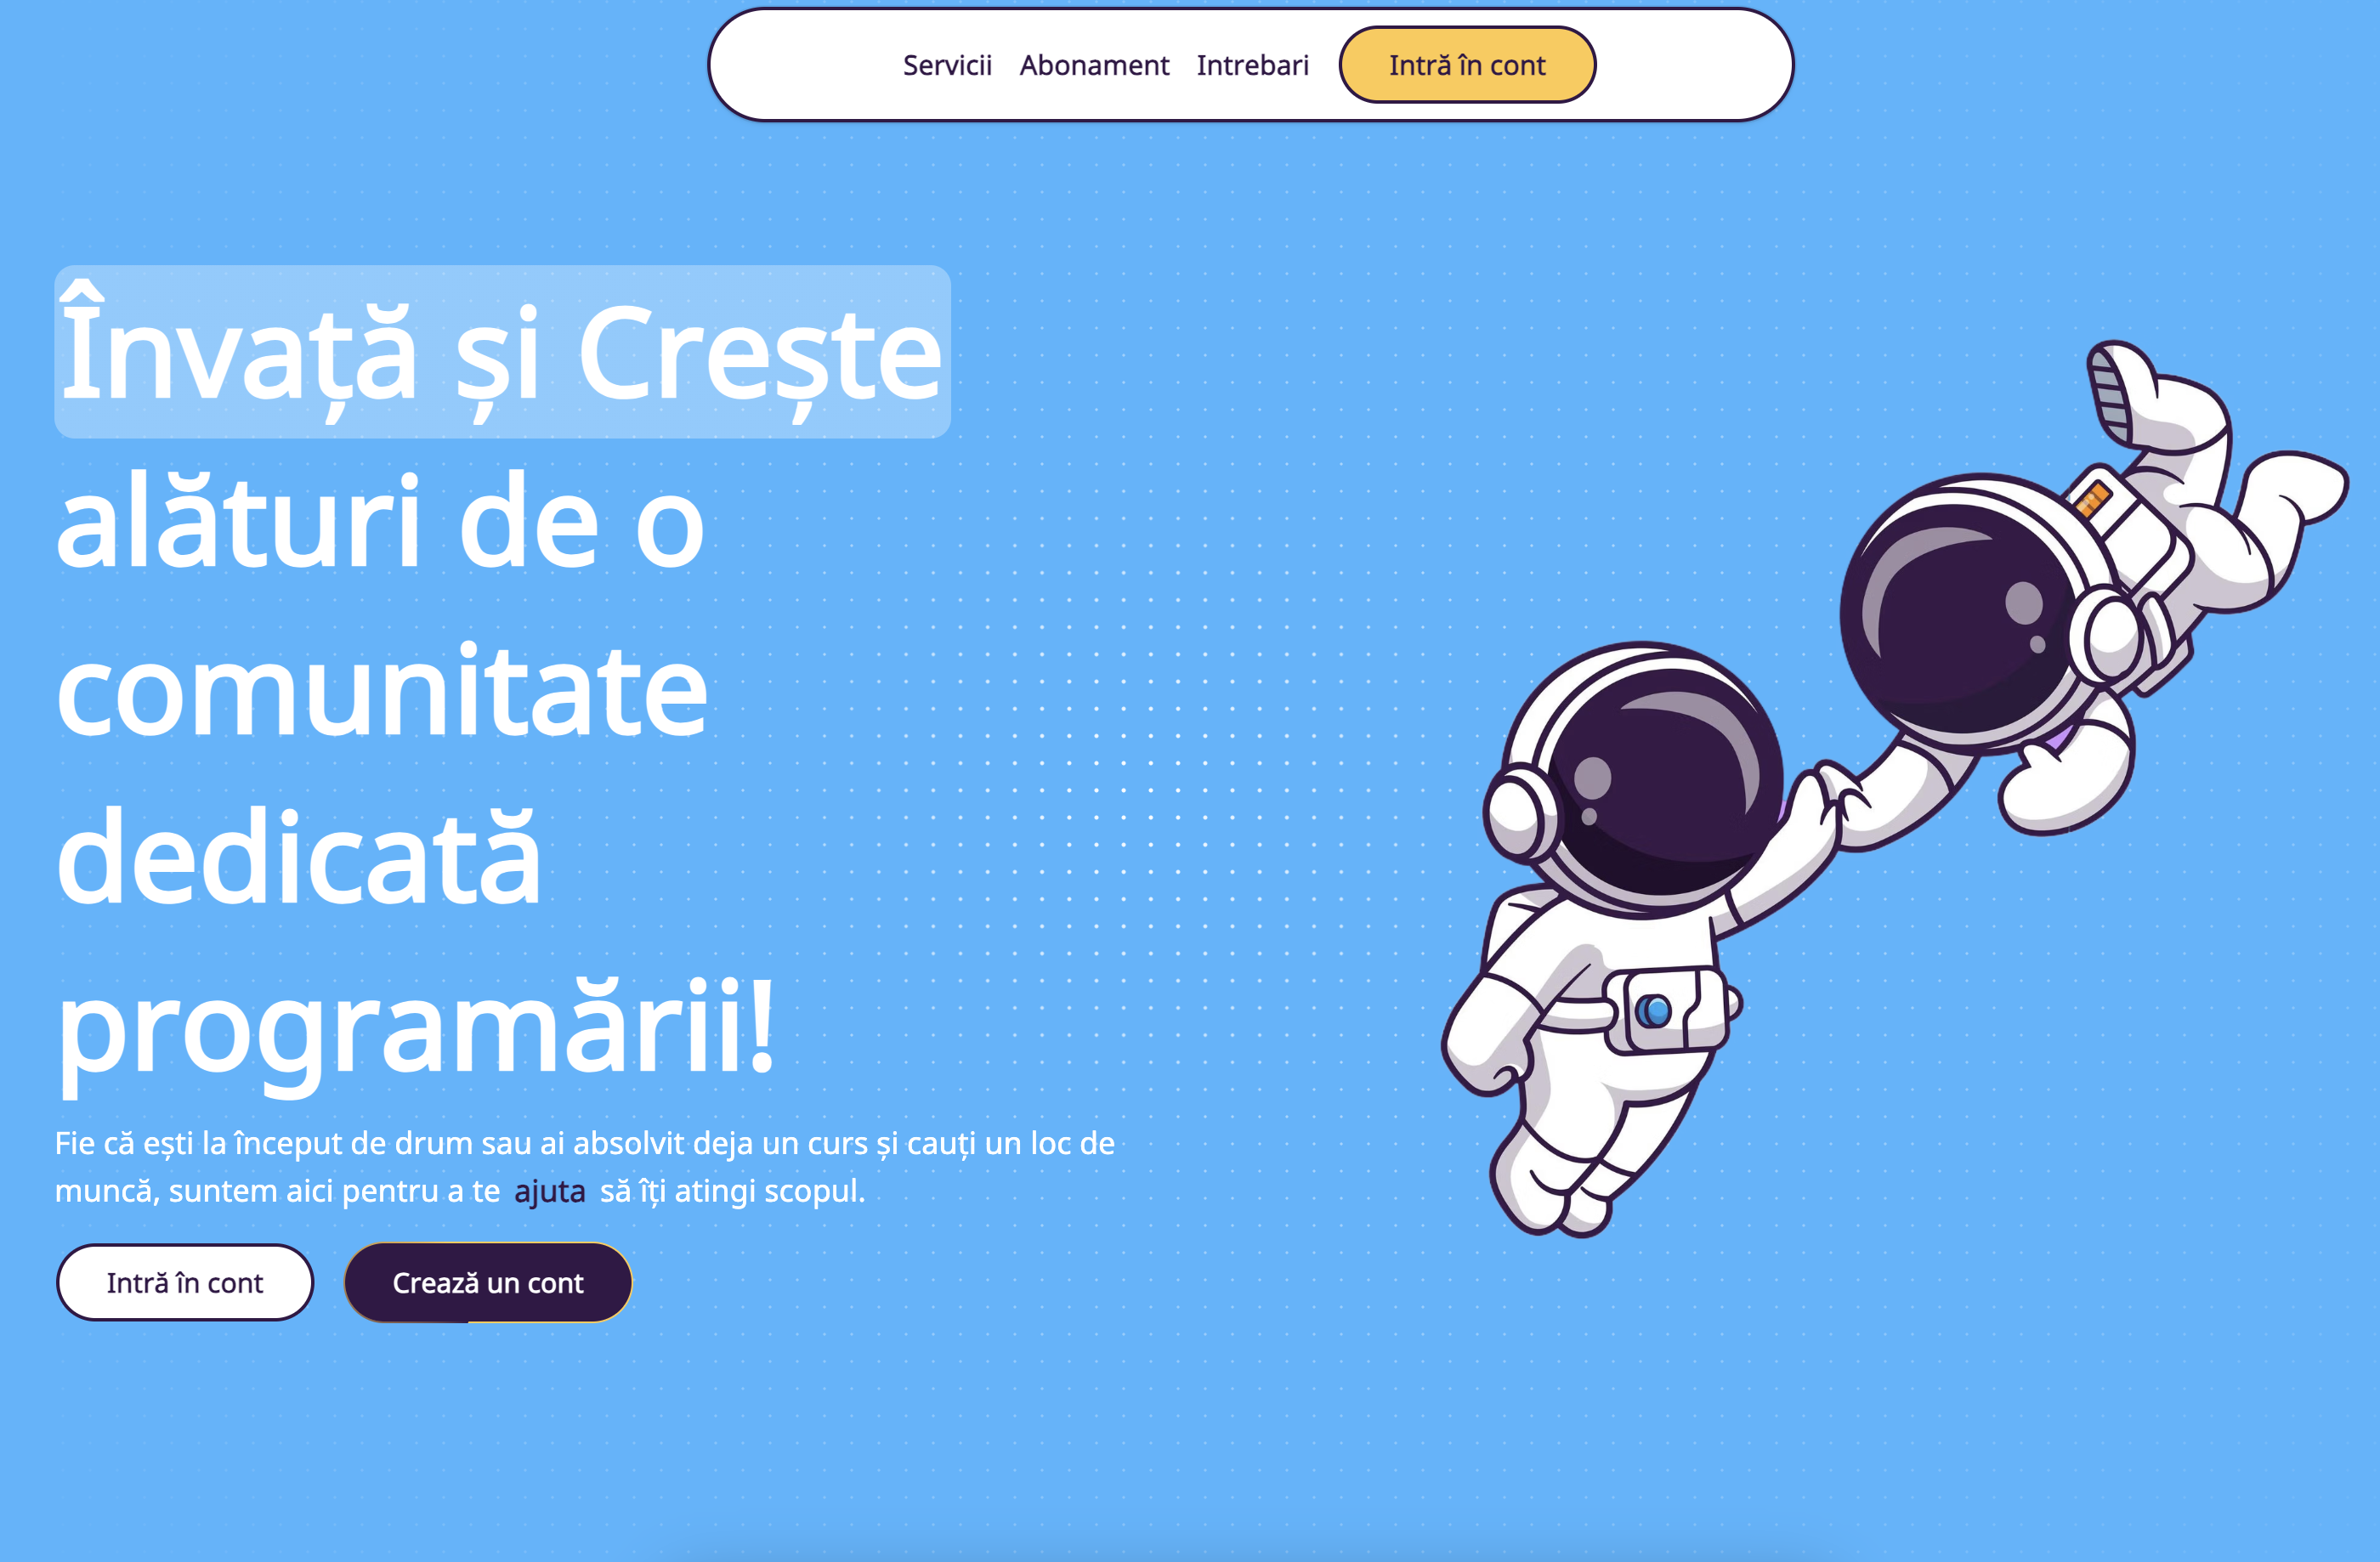 Servicii Abonament Intrebari Intră în cont
Învață și Crește
alături de o
comunitate
dedicată
programării!
Fie că ești la început de drum sau ai absolvit deja un curs și cauți un loc de
muncă, suntem aici pentru a te ajuta să îți atingi scopul.
Intră în cont Crează un cont